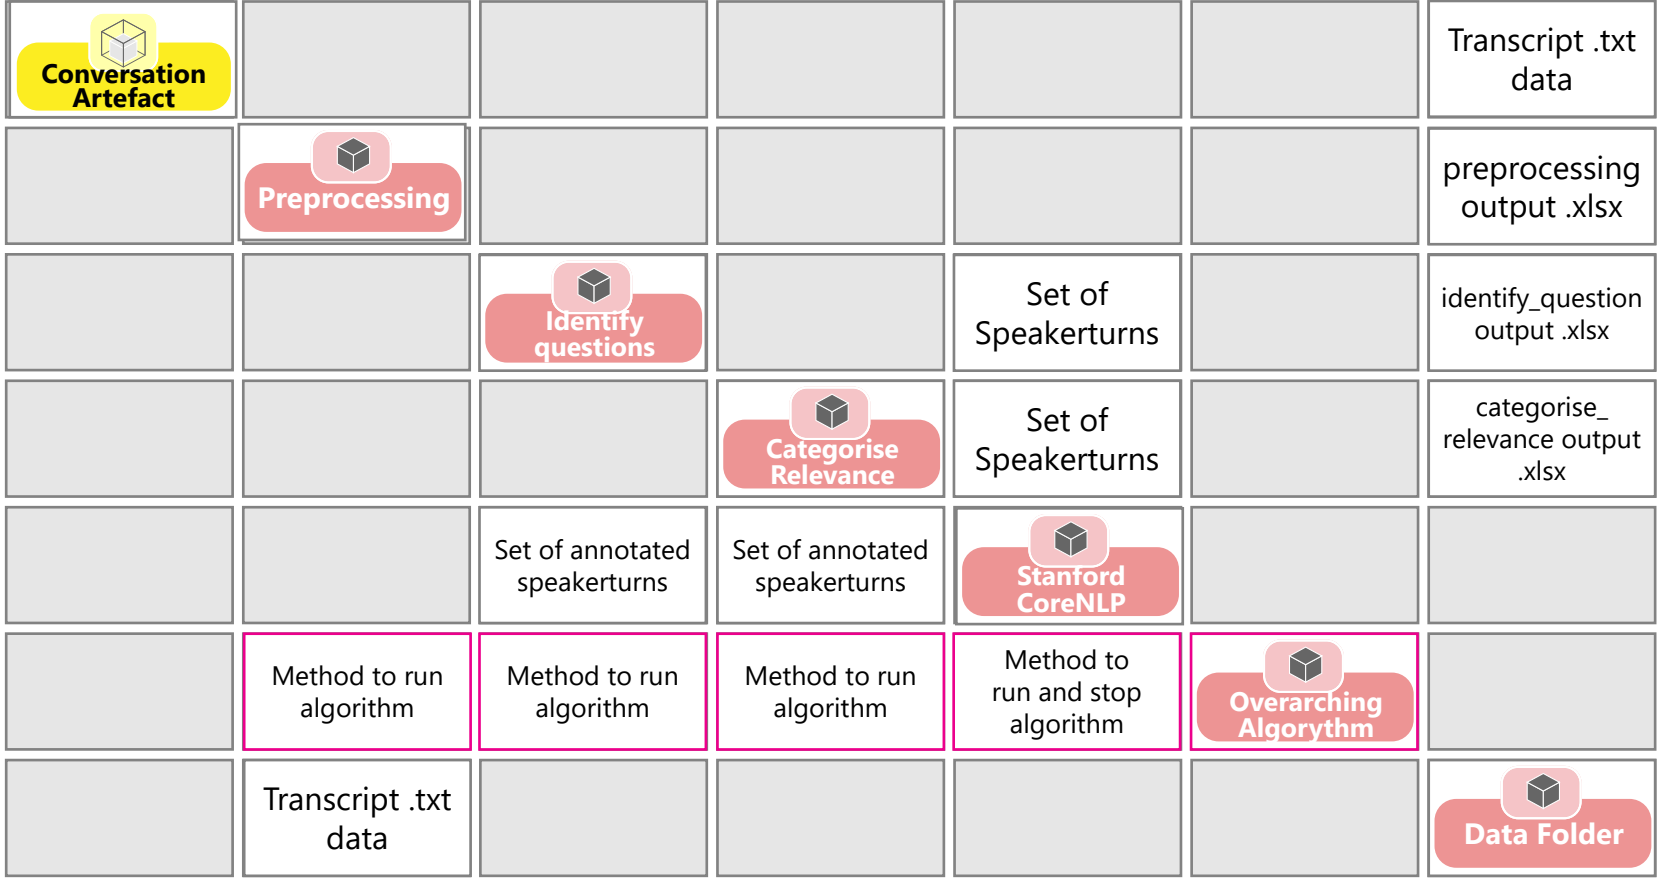 Conversation
Artefact
Transcript .txt
data
Preprocessing
preprocessing
output .xlsx
Identify
questions
Set of
Speakerturns
identify_question
output .xlsx
Categorise
Relevance
Set of
Speakerturns
categorise_
relevance output
.xlsx
Set of annotated
speakerturns
Set of annotated
speakerturns
Stanford
CoreNLP
Method to run
algorithm
Method to run
algorithm
Method to run
algorithm
Method to
run and stop
algorithm
Overarching
Algorythm
Transcript .txt
data
Data Folder